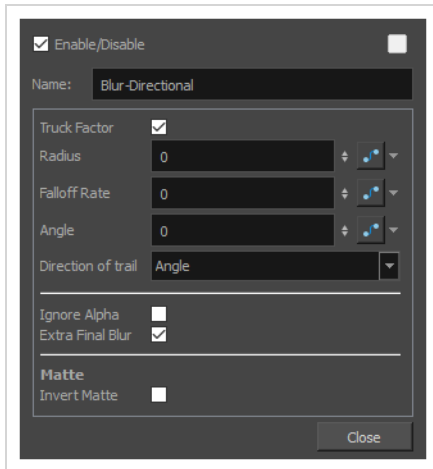 Enable/Disable
Name: Blur-Directional
Truck Factor
Radius 0
Falloff Rate 0
Angle 0
Direction of trail Angle
Ignore Alpha
Extra Final Blur
Matte
Invert Matte
Close